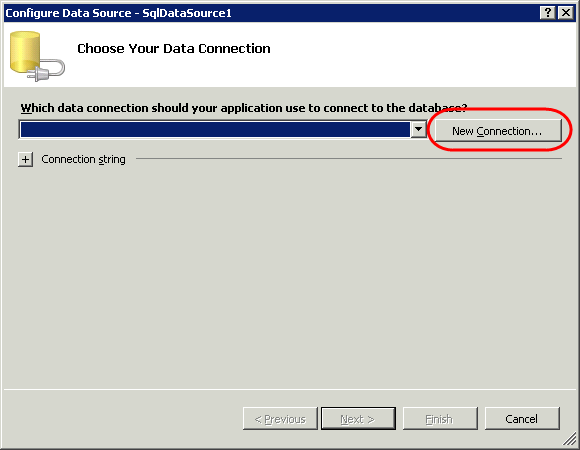 Configure Data Source - SqlDataSource1
Choose Your Data Connection
Which data connection should your application use to connect to the database?
New Connection...
+ Connection string
< Previous Next > Finish Cancel